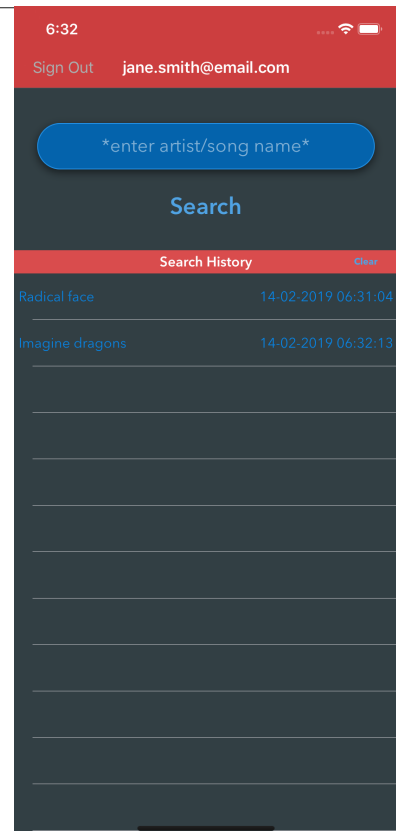 6:32
Sign Out jane.smith@email.com
*enter artist/song name*
Search
Search History Clear
Radical face 14-02-2019 06:31:04
Imagine dragons 14-02-2019 06:32:13